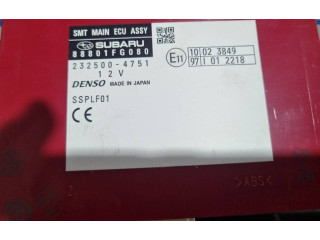 SMT MAIN ECU ASSY
SUBARU
88801FG080
232500-4751
12V
DENSO MADE IN JAPAN
SSPLF01
CE
E11
10 02 3849
97 I 01 2218
>ABS<